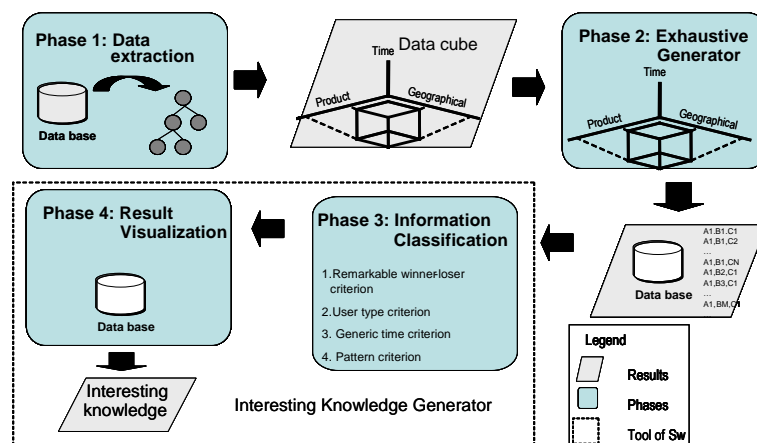 Phase 1: Data
extraction
Data base
Time
Data cube
Product
Geographical
Phase 2: Exhaustive
Generator
Time
Product
Geographical
Phase 4: Result
Visualization
Data base
Phase 3: Information
Classification
1.Remarkable winner-loser
criterion
2.User type criterion
3. Generic time criterion
4. Pattern criterion
Data base
A1,B1,C1
A1,B1,C2
...
A1,B1,CN
A1,B2,C1
A1,B3,C1
...
Interesting
knowledge
Interesting Knowledge Generator
Legend
Results
Phases
Tool of Sw